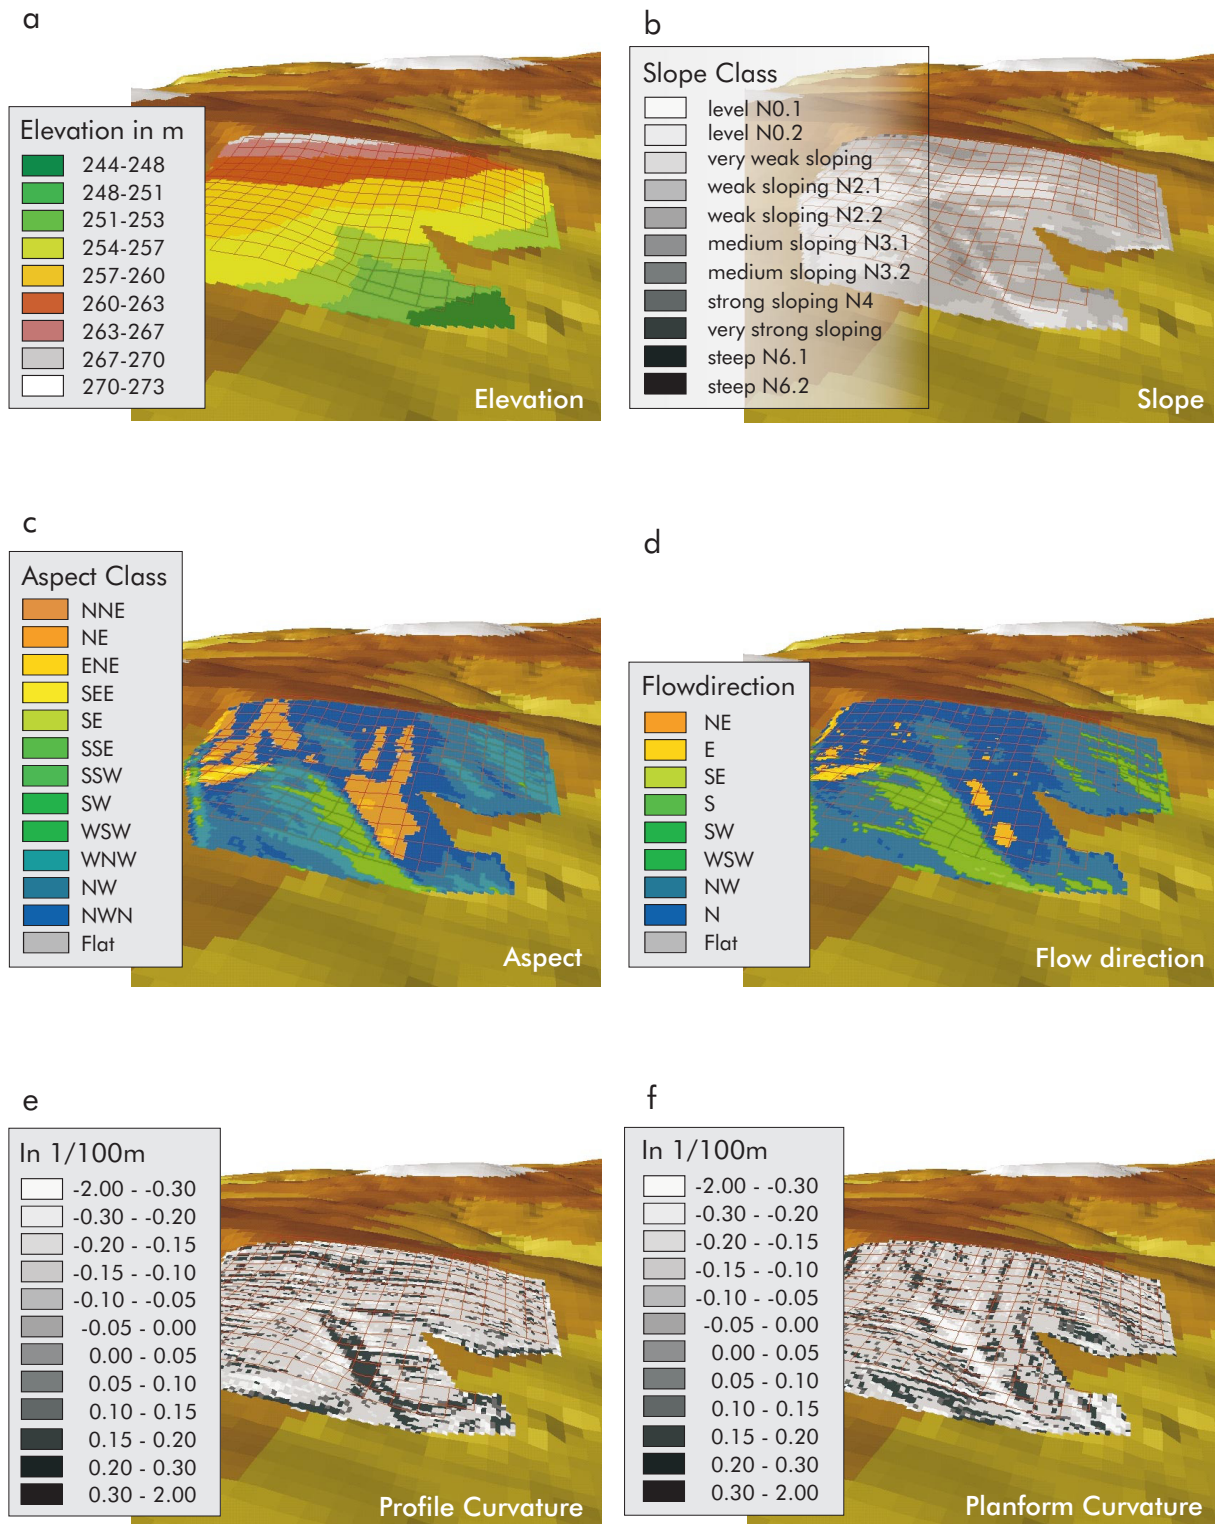 a
Elevation in m
244-248
248-251
251-253
254-257
257-260
260-263
263-267
267-270
270-273
Elevation
b
Slope Class
level N0.1
level N0.2
very weak sloping
weak sloping N2.1
weak sloping N2.2
medium sloping N3.1
medium sloping N3.2
strong sloping N4
very strong sloping
steep N6.1
steep N6.2
Slope
c
Aspect Class
NNE
NE
ENE
SEE
SE
SSE
SSW
SW
WSW
WNW
NW
NWN
Flat
Aspect
d
Flowdirection
NE
E
SE
S
SW
WSW
NW
N
Flat
Flow direction
e
In 1/100m
-2.00 - -0.30
-0.30 - -0.20
-0.20 - -0.15
-0.15 - -0.10
-0.10 - -0.05
-0.05 - 0.00
0.00 - 0.05
0.05 - 0.10
0.10 - 0.15
0.15 - 0.20
0.20 - 0.30
0.30 - 2.00
Profile Curvature
f
In 1/100m
-2.00 - -0.30
-0.30 - -0.20
-0.20 - -0.15
-0.15 - -0.10
-0.10 - -0.05
-0.05 - 0.00
0.00 - 0.05
0.05 - 0.10
0.10 - 0.15
0.15 - 0.20
0.20 - 0.30
0.30 - 2.00
Planform Curvature